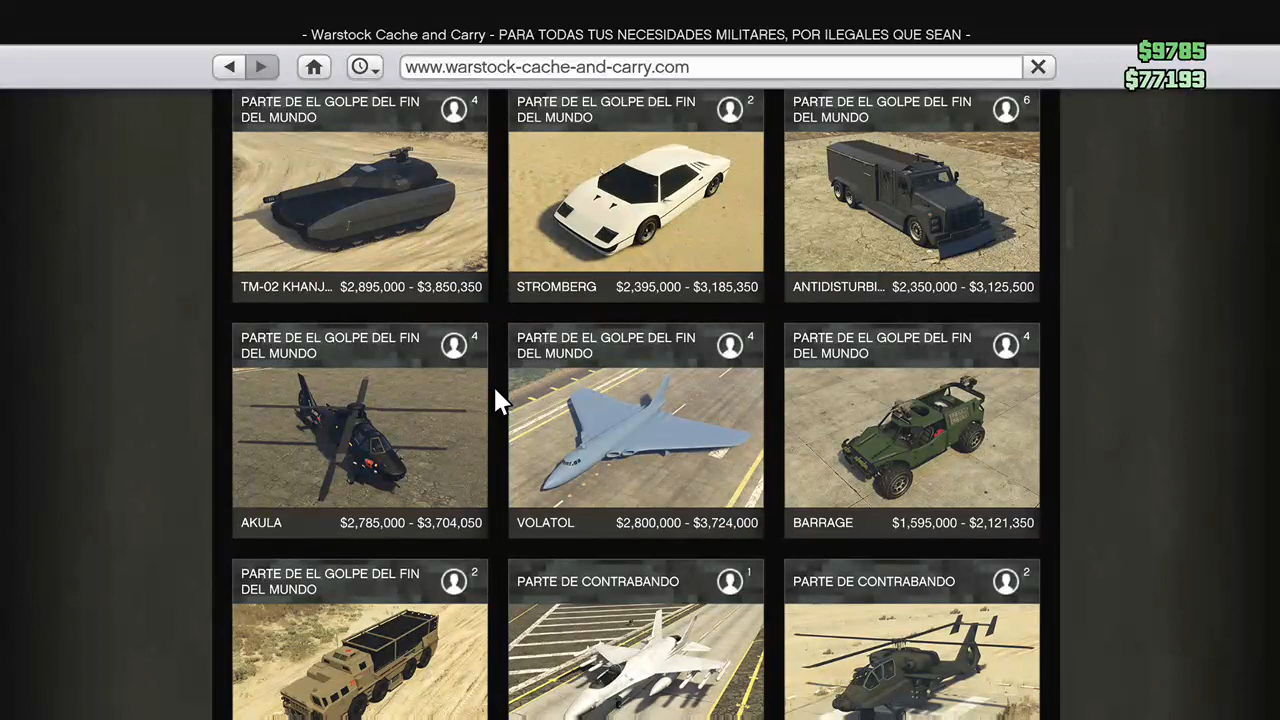 - Warstock Cache and Carry - PARA TODAS TUS NECESIDADES MILITARES, POR ILEGALES QUE SEAN -
www.warstock-cache-and-carry.com
$9785
$77,193
PARTE DE EL GOLPE DEL FIN
DEL MUNDO
4
PARTE DE EL GOLPE DEL FIN
DEL MUNDO
2
PARTE DE EL GOLPE DEL FIN
DEL MUNDO
6
TM-02 KHANJ... $2,895,000 - $3,850,350
STROMBERG $2,395,000 - $3,185,350
ANTIDISTURBI... $2,350,000 - $3,125,500
PARTE DE EL GOLPE DEL FIN
DEL MUNDO
4
PARTE DE EL GOLPE DEL FIN
DEL MUNDO
4
PARTE DE EL GOLPE DEL FIN
DEL MUNDO
4
AKULA $2,785,000 - $3,704,050
VOLATOL $2,800,000 - $3,724,000
BARRAGE $1,595,000 - $2,121,350
PARTE DE EL GOLPE DEL FIN
DEL MUNDO
2
PARTE DE CONTRABANDO
1
PARTE DE CONTRABANDO
2